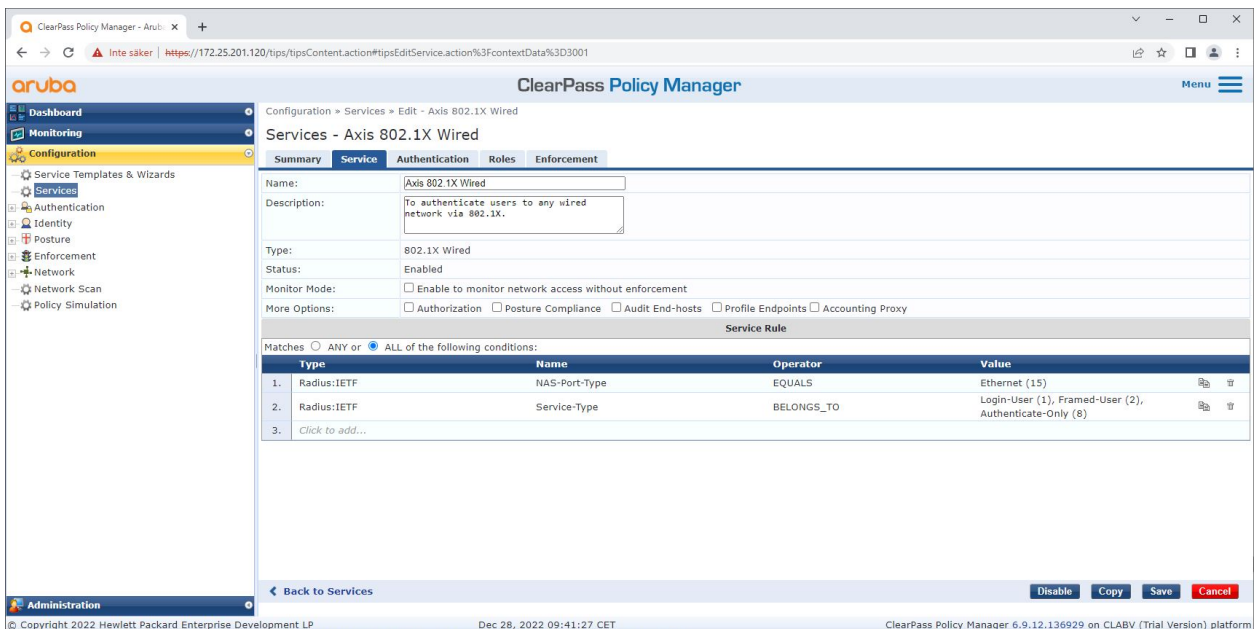 ClearPass Policy Manager - Arub
Inte säker | https://172.25.201.120/tips/tipsContent.action#tipsEditService.action%3FcontextData%3D3001
aruba
ClearPass Policy Manager
Menu
Dashboard
Monitoring
Configuration
Service Templates & Wizards
Services
Authentication
Identity
Posture
Enforcement
Network
Network Scan
Policy Simulation
Administration
Configuration » Services » Edit - Axis 802.1X Wired
Services - Axis 802.1X Wired
Summary Service Authentication Roles Enforcement
Name: Axis 802.1X Wired
Description: To authenticate users to any wired
network via 802.1X.
Type: 802.1X Wired
Status: Enabled
Monitor Mode: Enable to monitor network access without enforcement
More Options: Authorization Posture Compliance Audit End-hosts Profile Endpoints Accounting Proxy
Service Rule
Matches ANY or ALL of the following conditions:
Type Name Operator Value
1. Radius:IETF NAS-Port-Type EQUALS Ethernet (15)
2. Radius:IETF Service-Type BELONGS_TO Login-User (1), Framed-User (2),
Authenticate-Only (8)
3. Click to add...
Back to Services Disable Copy Save Cancel
© Copyright 2022 Hewlett Packard Enterprise Development LP Dec 28, 2022 09:41:27 CET ClearPass Policy Manager 6.9.12.136929 on CLABV (Trial Version) platform